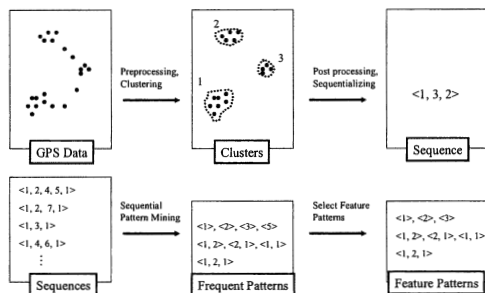 2
3
1
Preprocessing,
Clustering
Post processing,
Sequentializing
<1, 3, 2>
GPS Data
Clusters
Sequence
<1, 2, 4, 5, 1>
<1, 2, 7, 1>
<1, 3, 1>
<1, 4, 6, 1>
⋮
Sequential
Pattern Mining
<1>, <2>, <3>, <5>
<1, 2>, <2, 1>, <1, 1>
<1, 2, 1>
Select Feature
Patterns
<1>, <2>, <3>
<1, 2>, <2, 1>, <1, 1>
<1, 2, 1>
Sequences
Frequent Patterns
Feature Patterns